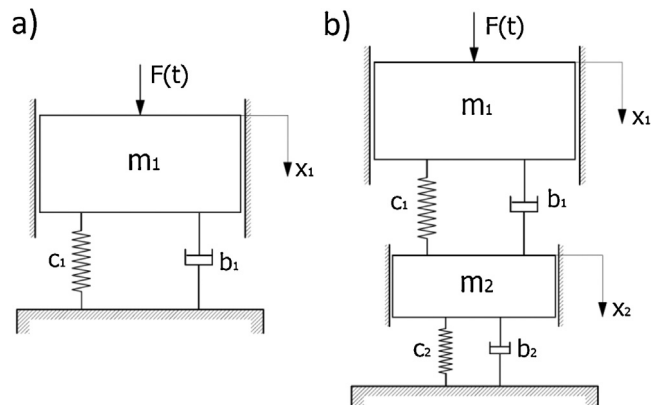 a)
F(t)
m₁
x₁
c₁
b₁
b)
F(t)
m₁
x₁
c₁
b₁
m₂
x₂
c₂
b₂